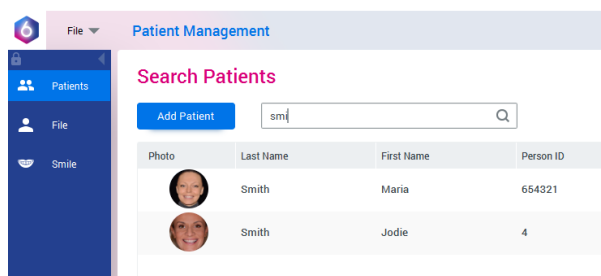 6 File Patient Management
Search Patients
Patients
Add Patient smi
File
Photo Last Name First Name Person ID
Smile
Smith Maria 654321
Smith Jodie 4